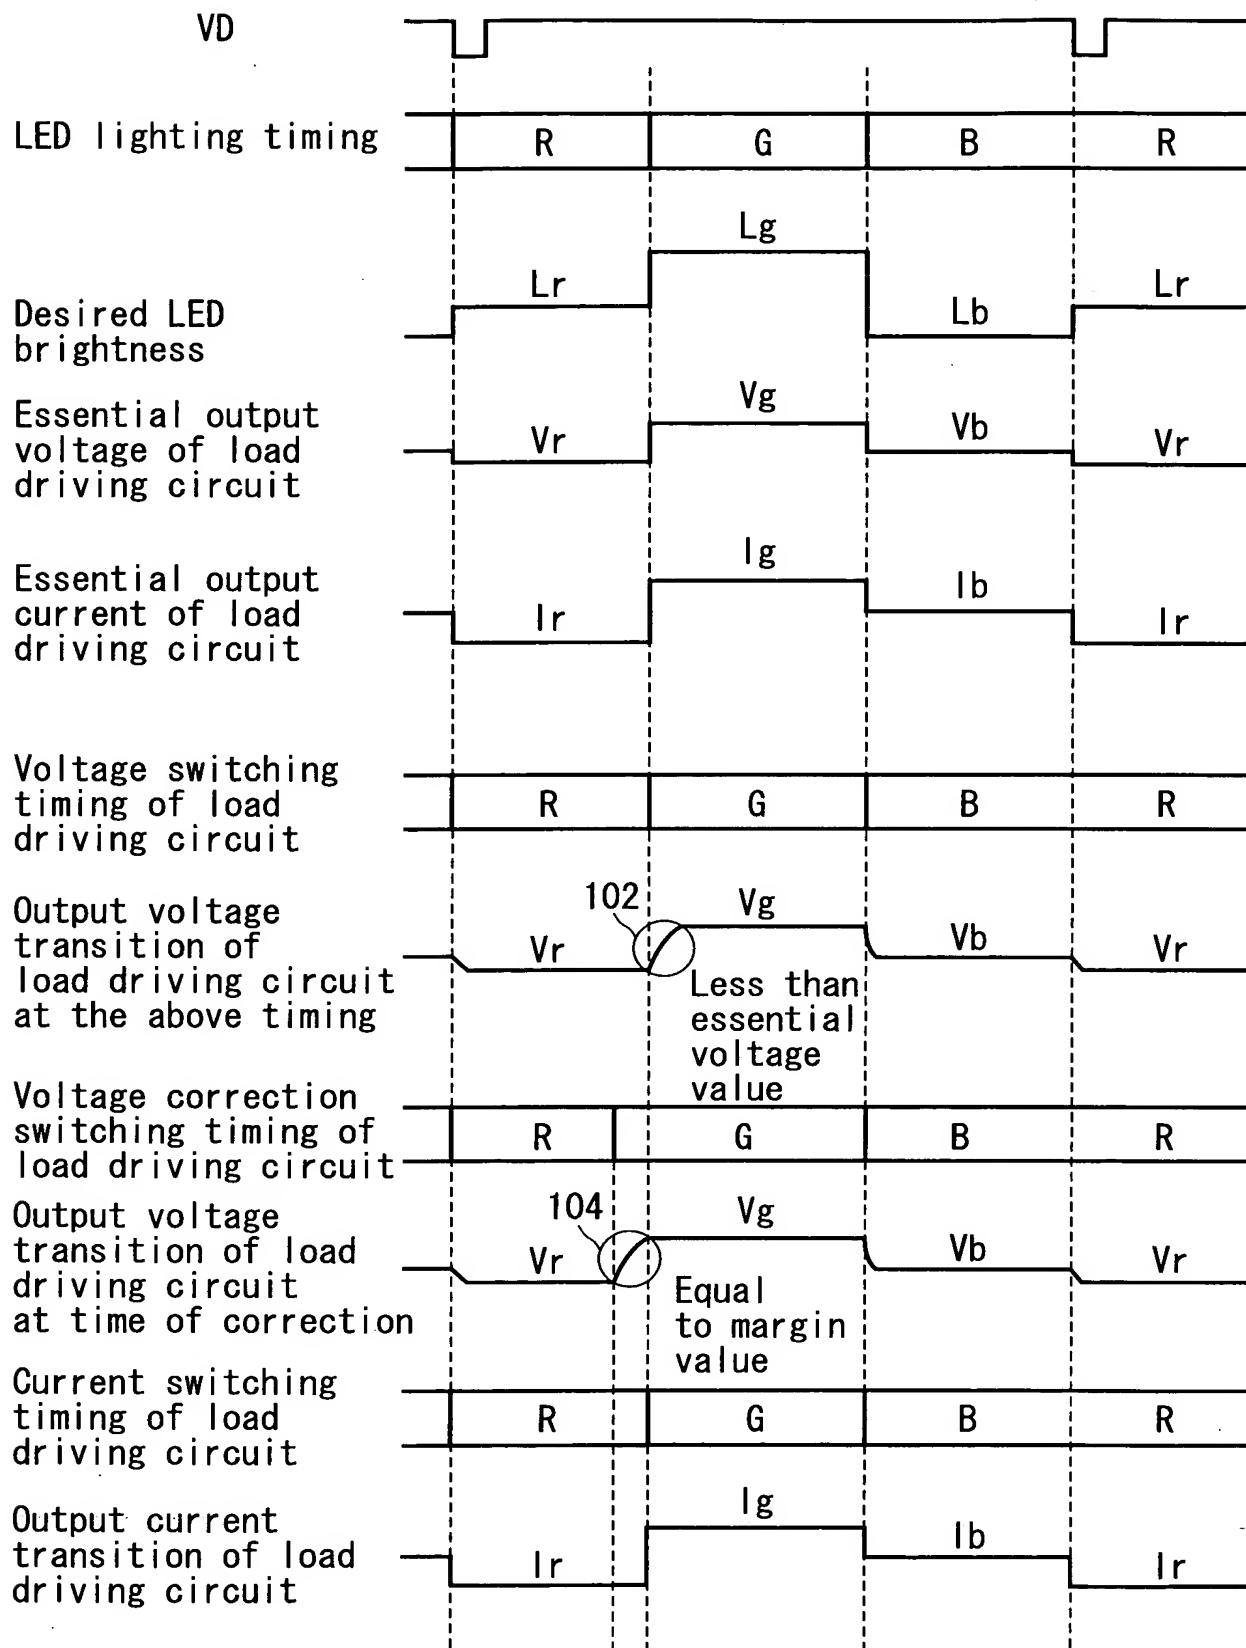 VD
LED lighting timing
R G B R
Lg
Lr Lr
Lb
Desired LED
brightness
Essential output
voltage of load
driving circuit
Vg
Vr Vb Vr
Essential output
current of load
driving circuit
Ig
Ib
Ir Ir
Voltage switching
timing of load
driving circuit
R G B R
Output voltage
transition of
load driving circuit
at the above timing
102
Vg
Vr Vb Vr
Less than
essential
voltage
value
Voltage correction
switching timing of
load driving circuit
R G B R
Output voltage
transition of load
driving circuit
at time of correction
104
Vg
Vr Vb Vr
Equal
to margin
value
Current switching
timing of load
driving circuit
R G B R
Output current
transition of load
driving circuit
Ig
Ib
Ir Ir